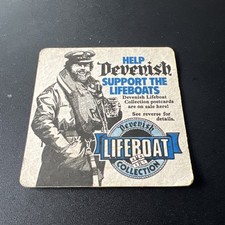 HELP
Devenish
SUPPORT THE
LIFEBOATS
Devenish Lifeboat
Collection postcards
are on sale here!
See reverse for
details.
Devenish
LIFEBOAT
COLLECTION